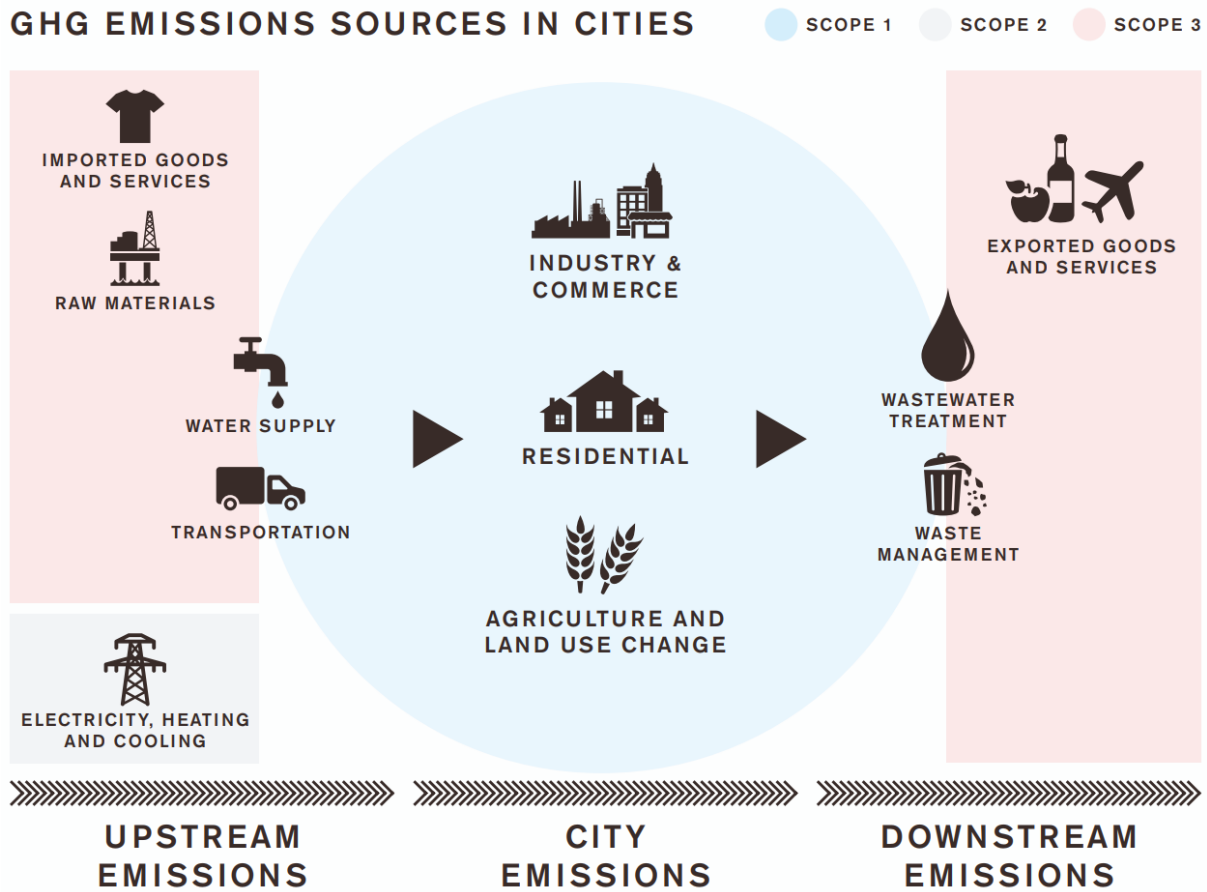 GHG EMISSIONS SOURCES IN CITIES
SCOPE 1
SCOPE 2
SCOPE 3
IMPORTED GOODS
AND SERVICES
RAW MATERIALS
WATER SUPPLY
TRANSPORTATION
ELECTRICITY, HEATING
AND COOLING
INDUSTRY &
COMMERCE
RESIDENTIAL
AGRICULTURE AND
LAND USE CHANGE
EXPORTED GOODS
AND SERVICES
WASTEWATER
TREATMENT
WASTE
MANAGEMENT
UPSTREAM
EMISSIONS
CITY
EMISSIONS
DOWNSTREAM
EMISSIONS